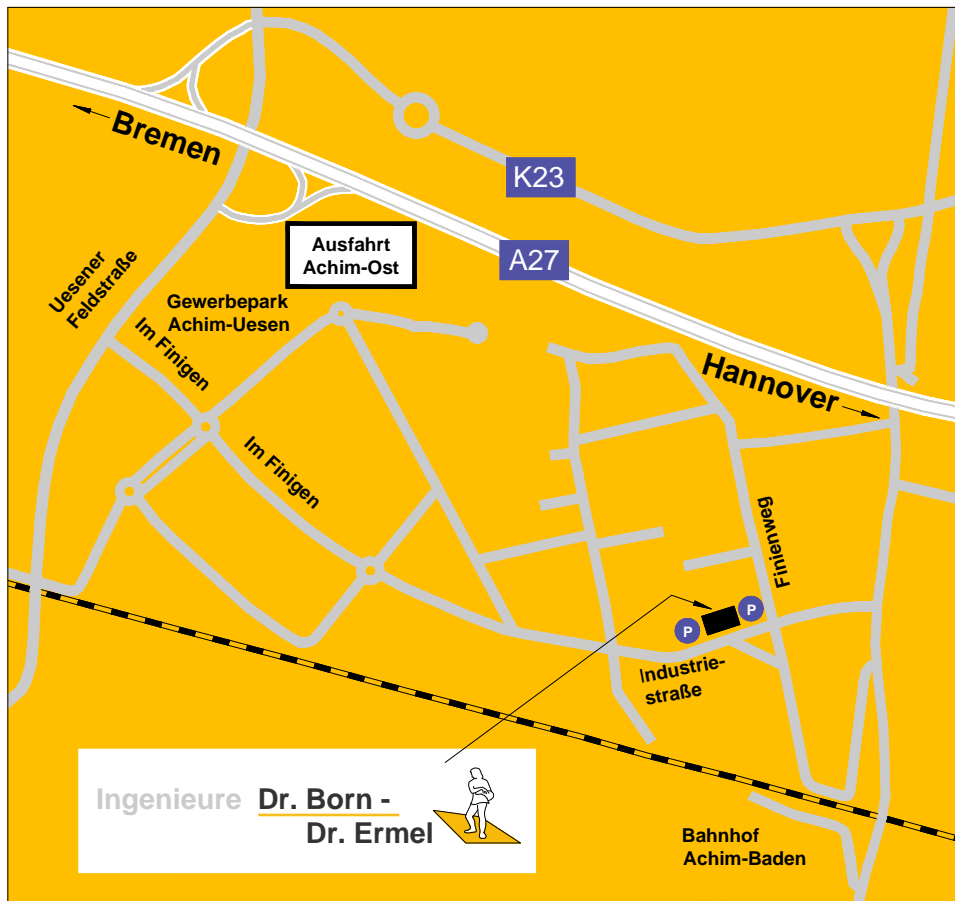 Bremen
K23
A27
Ausfahrt
Achim-Ost
Uesener
Feldstraße
Gewerbepark
Achim-Uesen
Im Finigen
Hannover
Im Finigen
Finienweg
P
P
Industrie-
straße
Ingenieure Dr. Born -
Dr. Ermel
Bahnhof
Achim-Baden